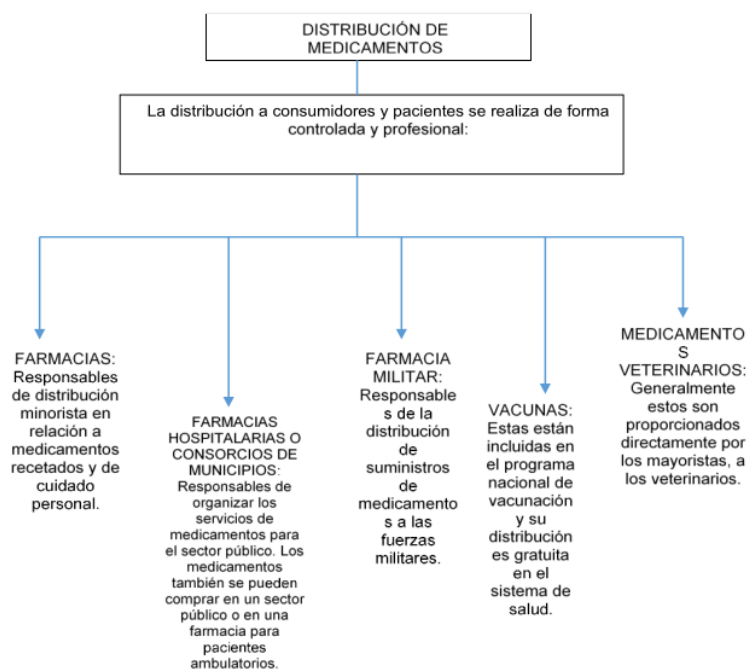 DISTRIBUCIÓN DE
MEDICAMENTOS
La distribución a consumidores y pacientes se realiza de forma
controlada y profesional:
FARMACIAS:
Responsables
de distribución
minorista en
relación a
medicamentos
recetados y de
cuidado
personal.
FARMACIAS
HOSPITALARIAS O
CONSORCIOS DE
MUNICIPIOS:
Responsables de
organizar los
servicios de
medicamentos para
el sector público. Los
medicamentos
también se pueden
comprar en un sector
público o en una
farmacia para
pacientes
ambulatorios.
FARMACIA
MILITAR:
Responsable
s de la
distribución
de
suministros
de
medicamento
s a las
fuerzas
militares.
VACUNAS:
Estas están
incluidas en
el programa
nacional de
vacunación
y su
distribución
es gratuita
en el
sistema de
salud.
MEDICAMENTO
S
VETERINARIOS:
Generalmente
estos son
proporcionados
directamente por
los mayoristas, a
los veterinarios.